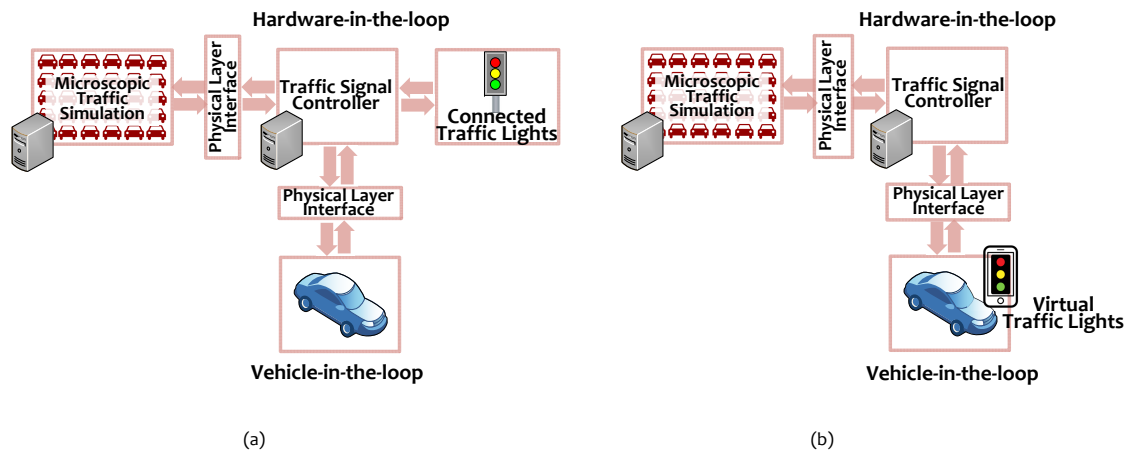 Hardware-in-the-loop
Microscopic
Traffic
Simulation
Physical Layer
Interface
Traffic Signal
Controller
Connected
Traffic Lights
Physical Layer
Interface
Vehicle-in-the-loop
(a)
Hardware-in-the-loop
Microscopic
Traffic
Simulation
Physical Layer
Interface
Traffic Signal
Controller
Physical Layer
Interface
Virtual
Traffic Lights
Vehicle-in-the-loop
(b)